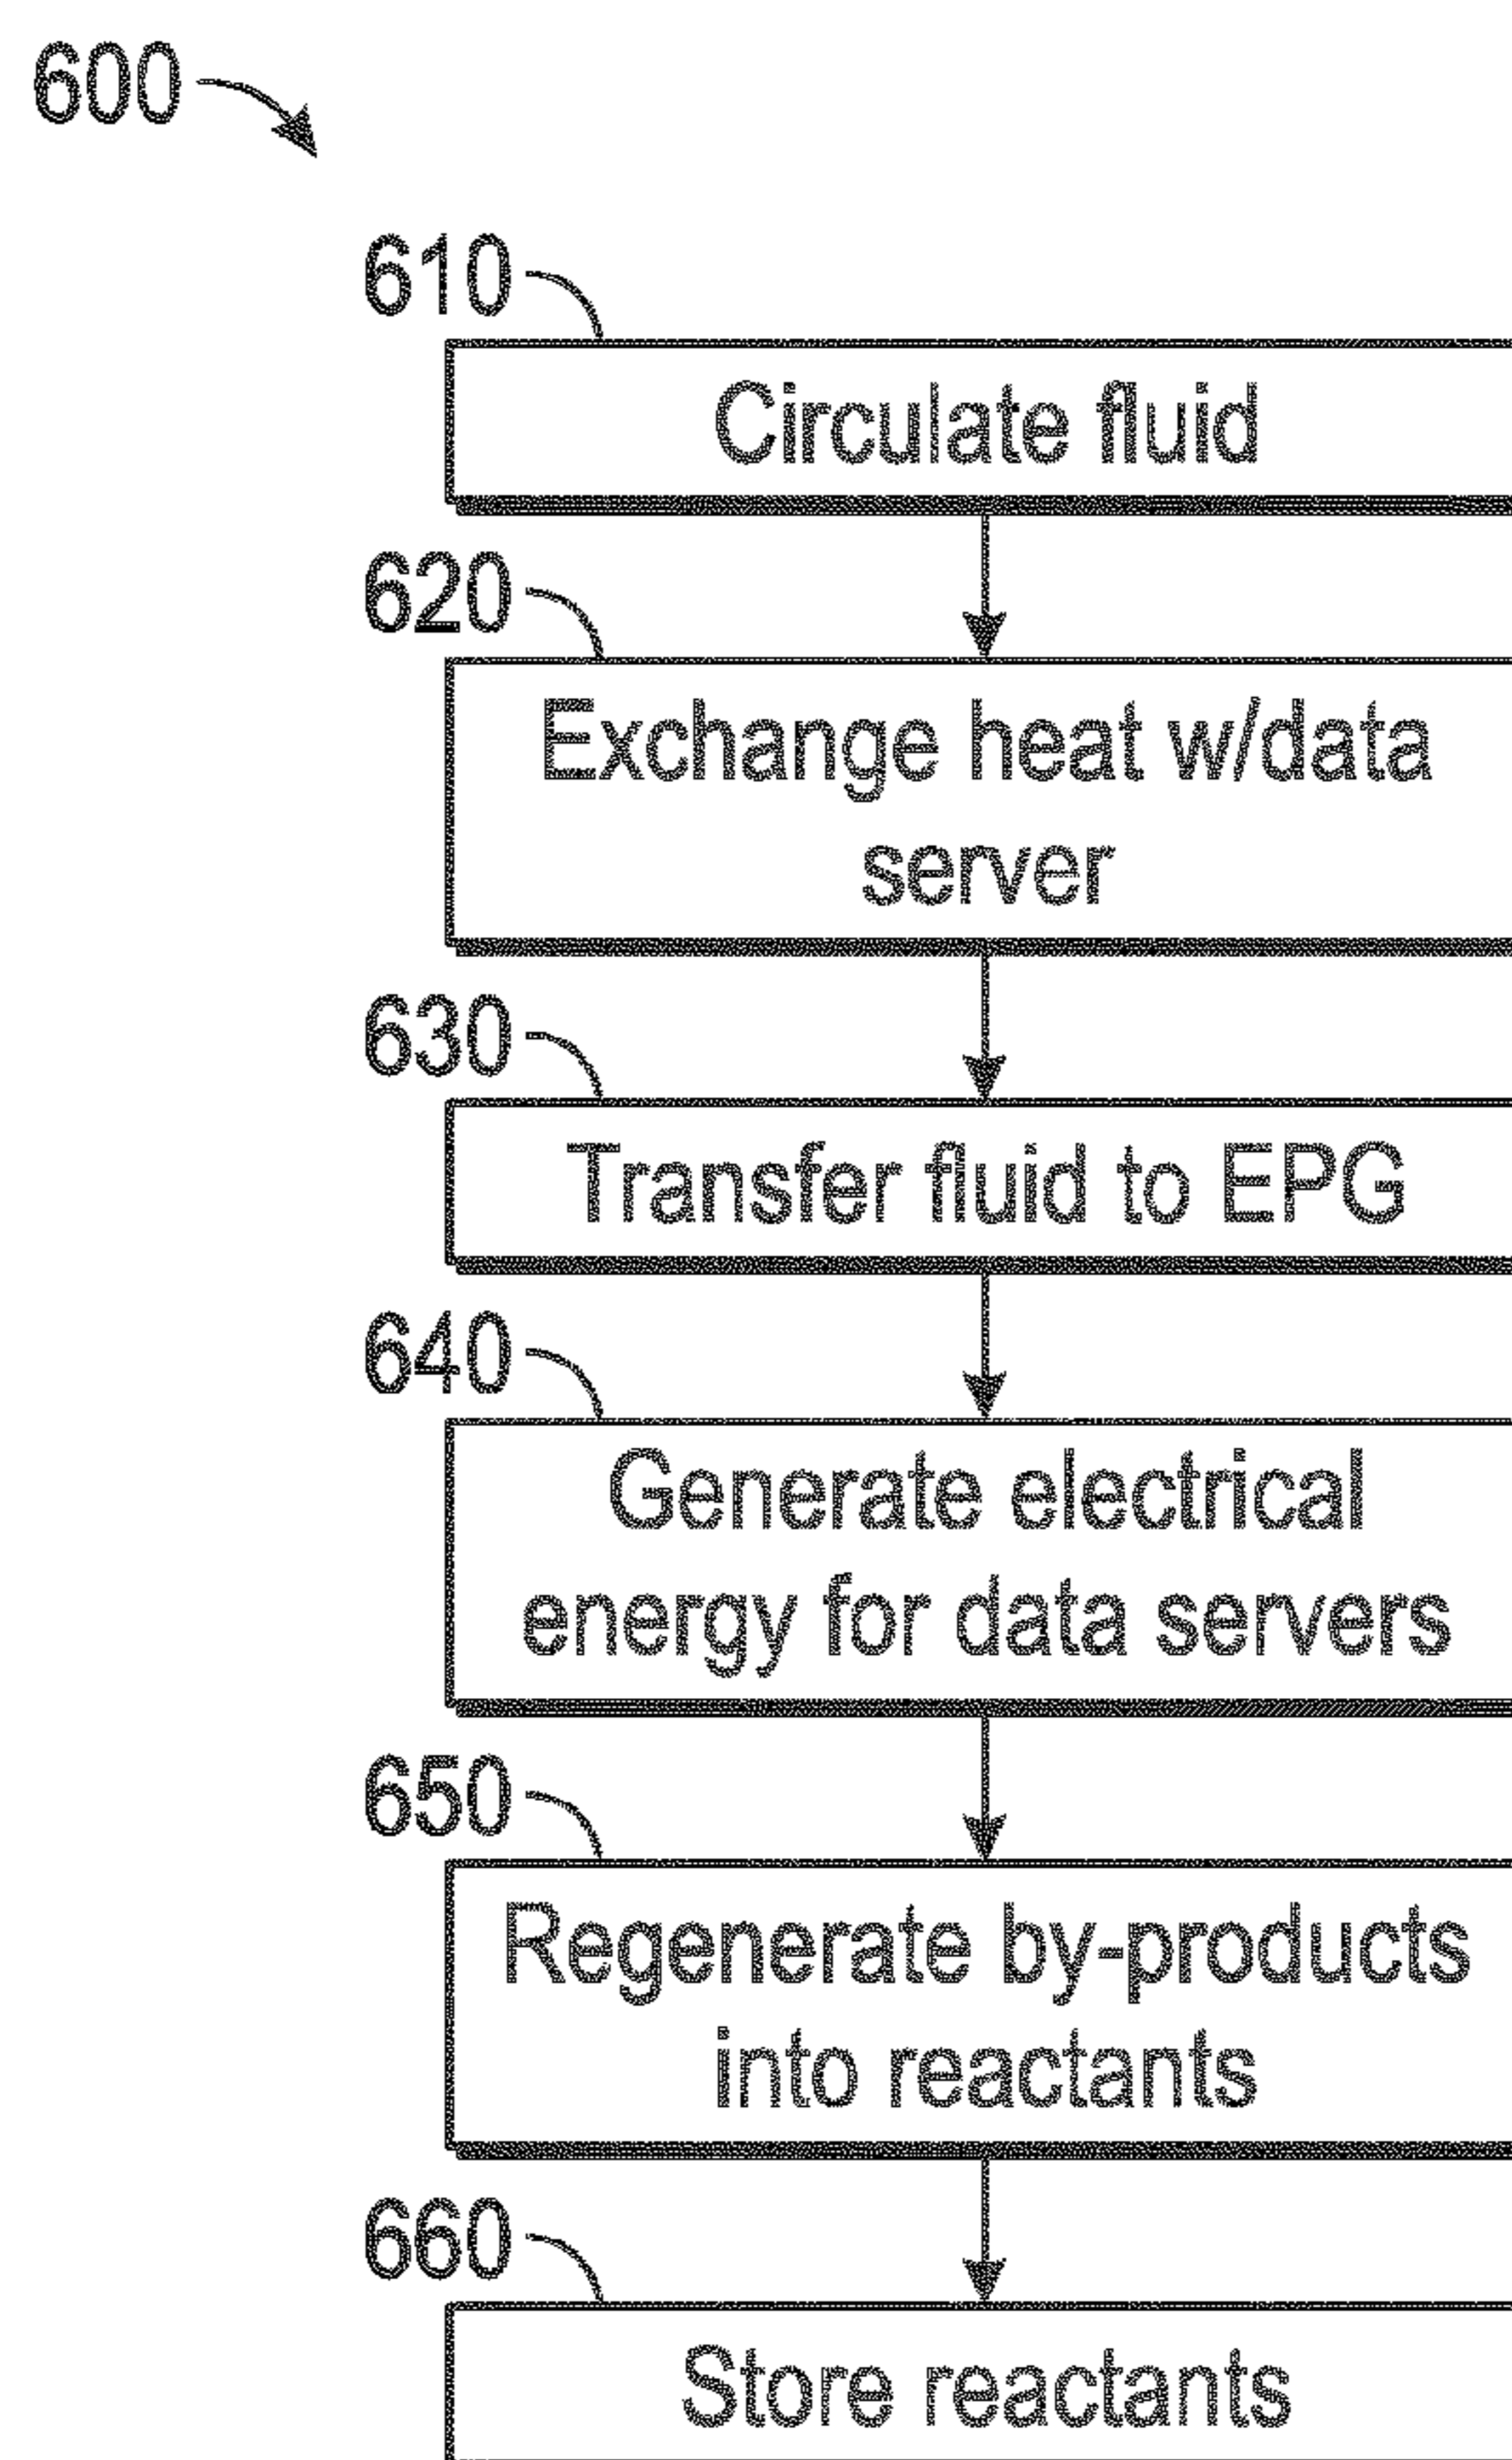 600
610
Circulate fluid
620
Exchange heat w/data
server
630
Transfer fluid to EPG
640
Generate electrical
energy for data servers
650
Regenerate by-products
into reactants
660
Store reactants